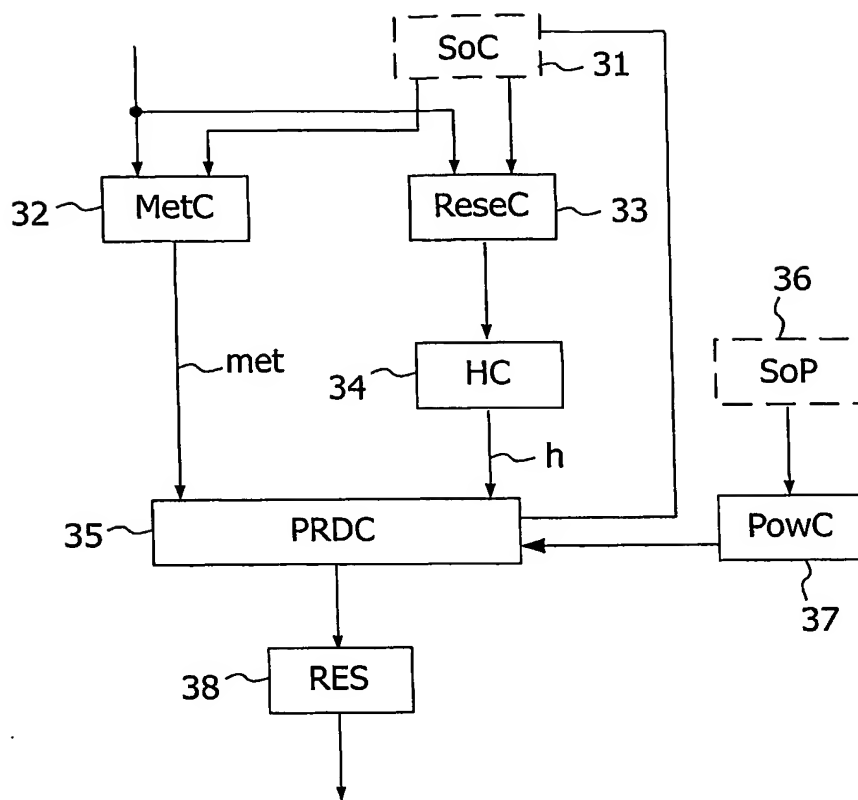 SoC
31
32
MetC
ReseC
33
36
met
34
HC
SoP
h
35
PRDC
PowC
37
38
RES